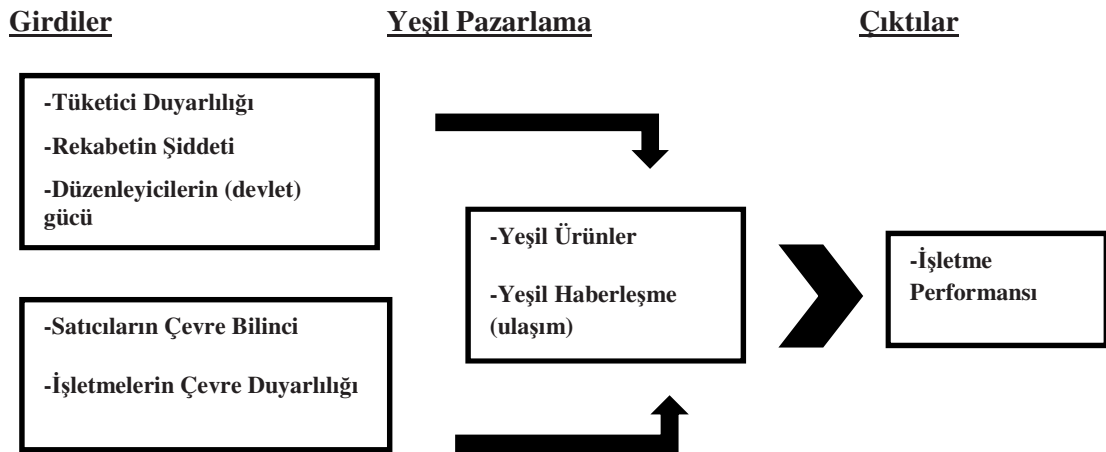 Girdiler
Yeşil Pazarlama
Çıktılar
-Tüketici Duyarlılığı
-Rekabetin Şiddeti
-Düzenleyicilerin (devlet)
gücü
-Satıcıların Çevre Bilinci
-İşletmelerin Çevre Duyarlılığı
-Yeşil Ürünler
-Yeşil Haberleşme
(ulaşım)
-İşletme
Performansı